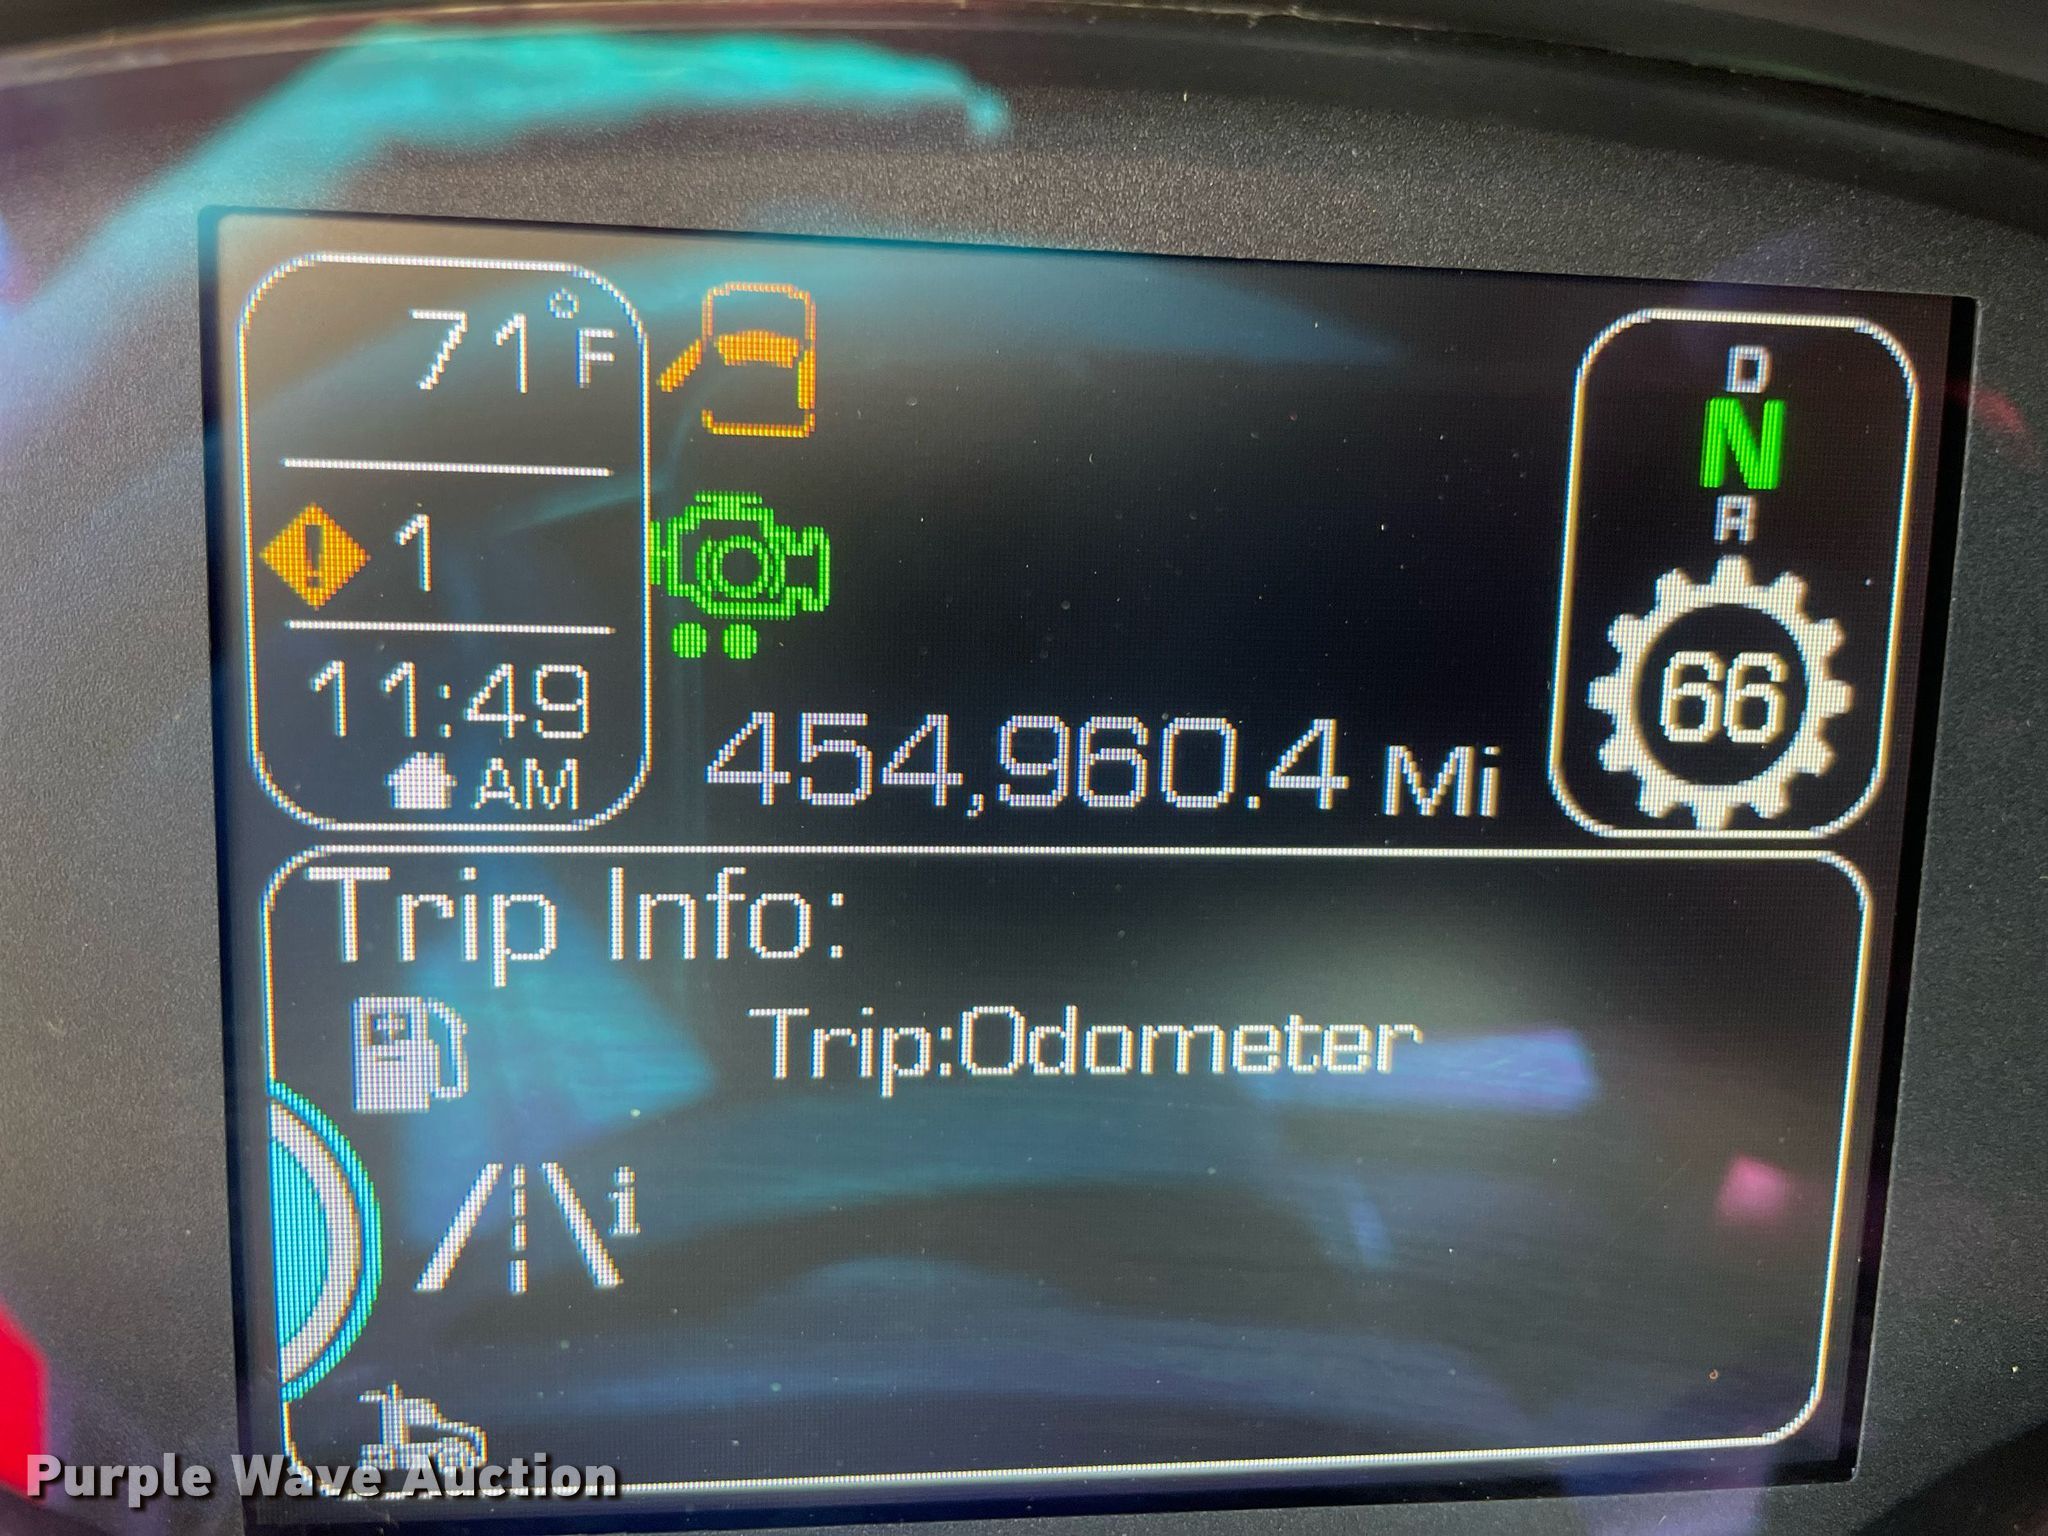 71°F
1
11:49
AM
454,960.4 Mi
D
N
R
66
Trip Info:
Trip:Odometer
i
Purple Wave Auction